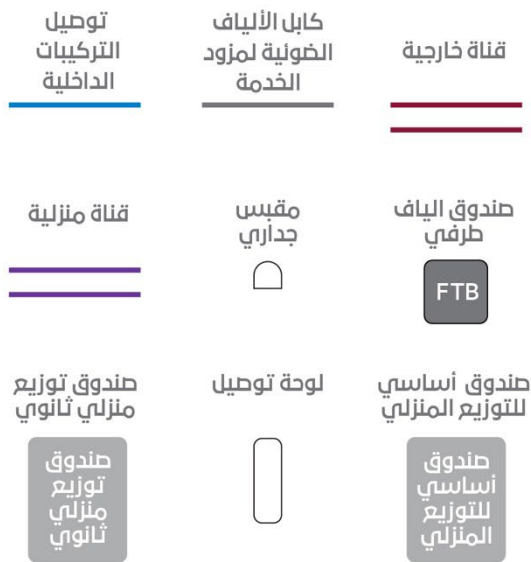 قناة خارجية
كابل الألياف
الضوئية لمزود
الخدمة
توصيل
التركيبات
الداخلية
صندوق الياف
طرفي
FTB
مقبس
جداري
قناة منزلية
صندوق أساسي
للتوزيع المنزلي
صندوق
أساسي
للتوزيع
المنزلي
لوحة توصيل
صندوق توزيع
منزلي ثانوي
صندوق
توزيع
منزلي
ثانوي